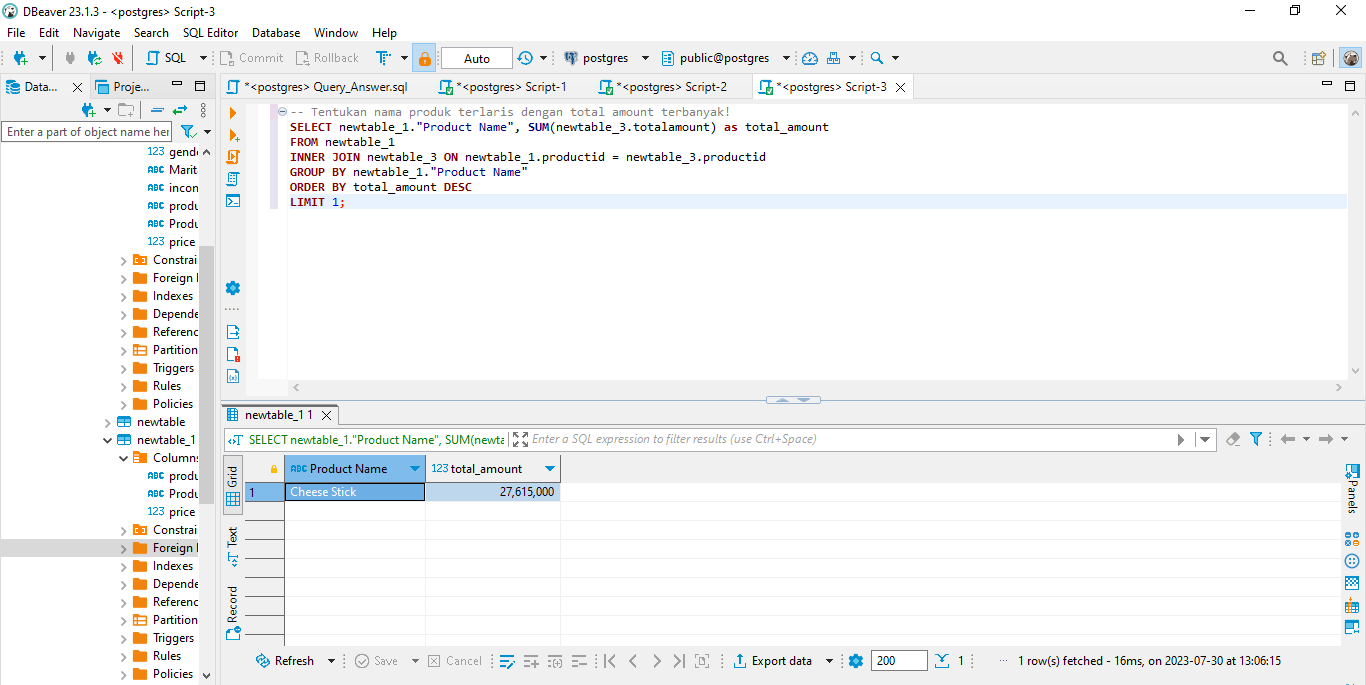 DBeaver 23.1.3 - <postgres> Script-3
File Edit Navigate Search SQL Editor Database Window Help
SQL Commit Rollback Auto postgres public@postgres
Data... Proje... *<postgres> Query_Answer.sql *<postgres> Script-1 *<postgres> Script-2 *<postgres> Script-3
Enter a part of object name her
123 gende
ABC Marit
ABC incon
ABC produ
ABC Produ
123 price
Constrai
Foreign
Indexes
Depende
Referenc
Partition
Triggers
Rules
Policies
newtable
newtable_1
Columns
ABC produ
ABC Produ
123 price
Constrai
Foreign
Indexes
Depende
Referenc
Partition
Triggers
Rules
Policies
-- Tentukan nama produk terlaris dengan total amount terbanyak!
SELECT newtable_1."Product Name", SUM(newtable_3.totalamount) as total_amount
FROM newtable_1
INNER JOIN newtable_3 ON newtable_1.productid = newtable_3.productid
GROUP BY newtable_1."Product Name"
ORDER BY total_amount DESC
LIMIT 1;
newtable_1 1
SELECT newtable_1."Product Name", SUM(newta Enter a SQL expression to filter results (use Ctrl+Space)
Grid
Text
Record
ABC Product Name 123 total_amount
1 Cheese Stick 27,615,000
Panels
Refresh Save Cancel Export data 200 1 ... 1 row(s) fetched - 16ms, on 2023-07-30 at 13:06:15